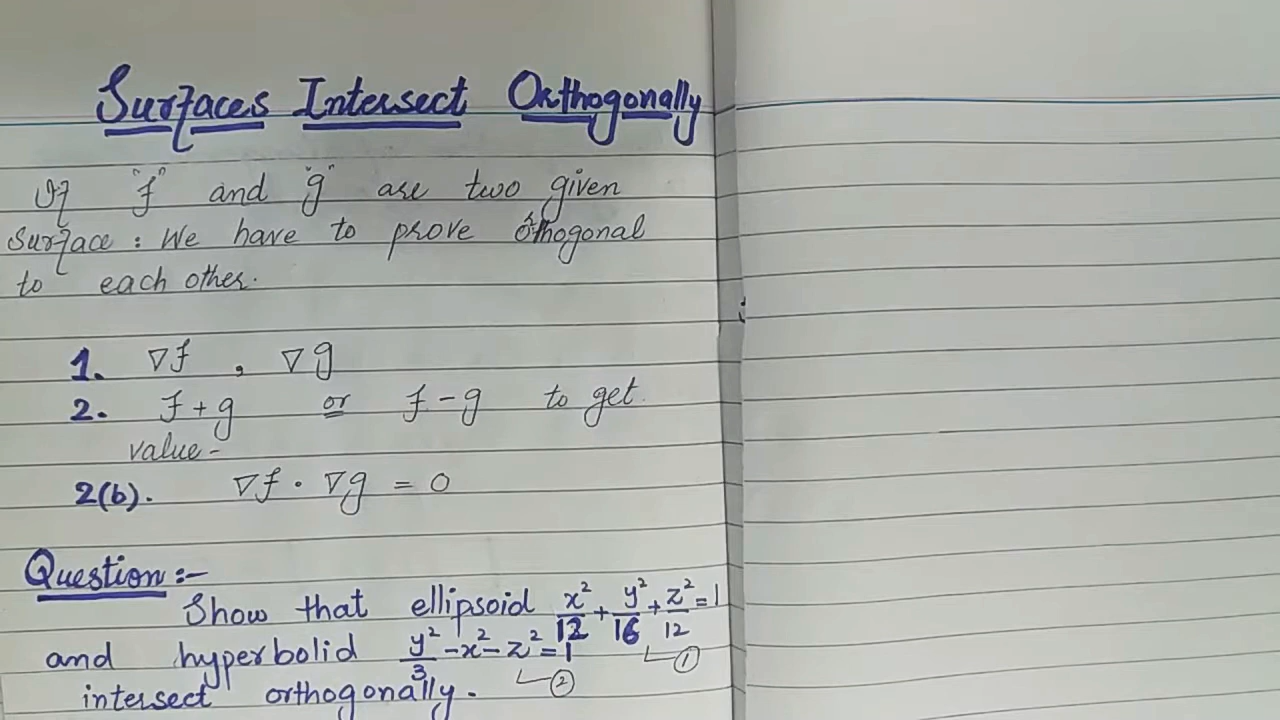 Surfaces Intersect Orthogonally
If "f" and "g" are two given
Surface : We have to prove orthogonal
to each other.
1. ∇f , ∇g
2. f + g or f - g to get
value -
2(b). ∇f · ∇g = 0
Question :-
Show that ellipsoid x²/12 + y²/16 + z²/12 = 1
and hyperbolid y²/3 - x² - z² = 1 ①
intersect orthogonally. ②